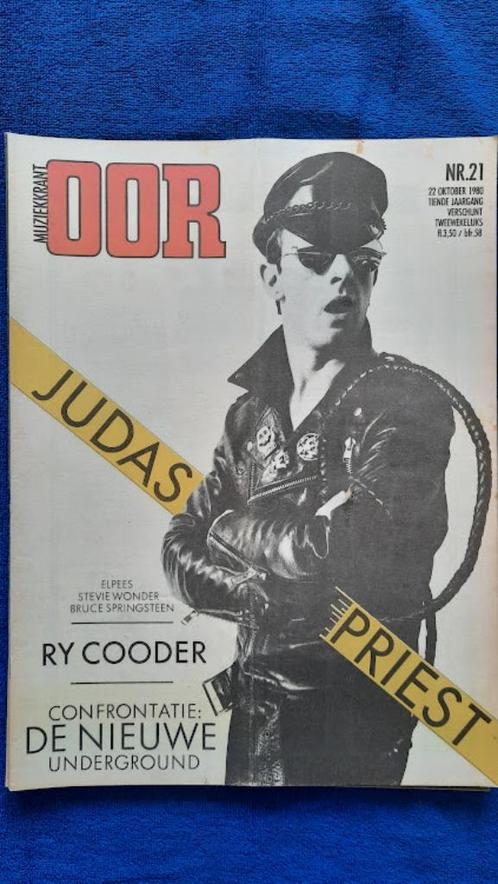 MUZIEKKRANT
OOR
NR.21
22 OKTOBER 1980
TIENDE JAARGANG
VERSCHIJNT
TWEEWEKELIJKS
fl.3,50 / bfr.58
JUDAS
PRIEST
ELPEES
STEVIE WONDER
BRUCE SPRINGSTEEN
RY COODER
CONFRONTATIE:
DE NIEUWE
UNDERGROUND